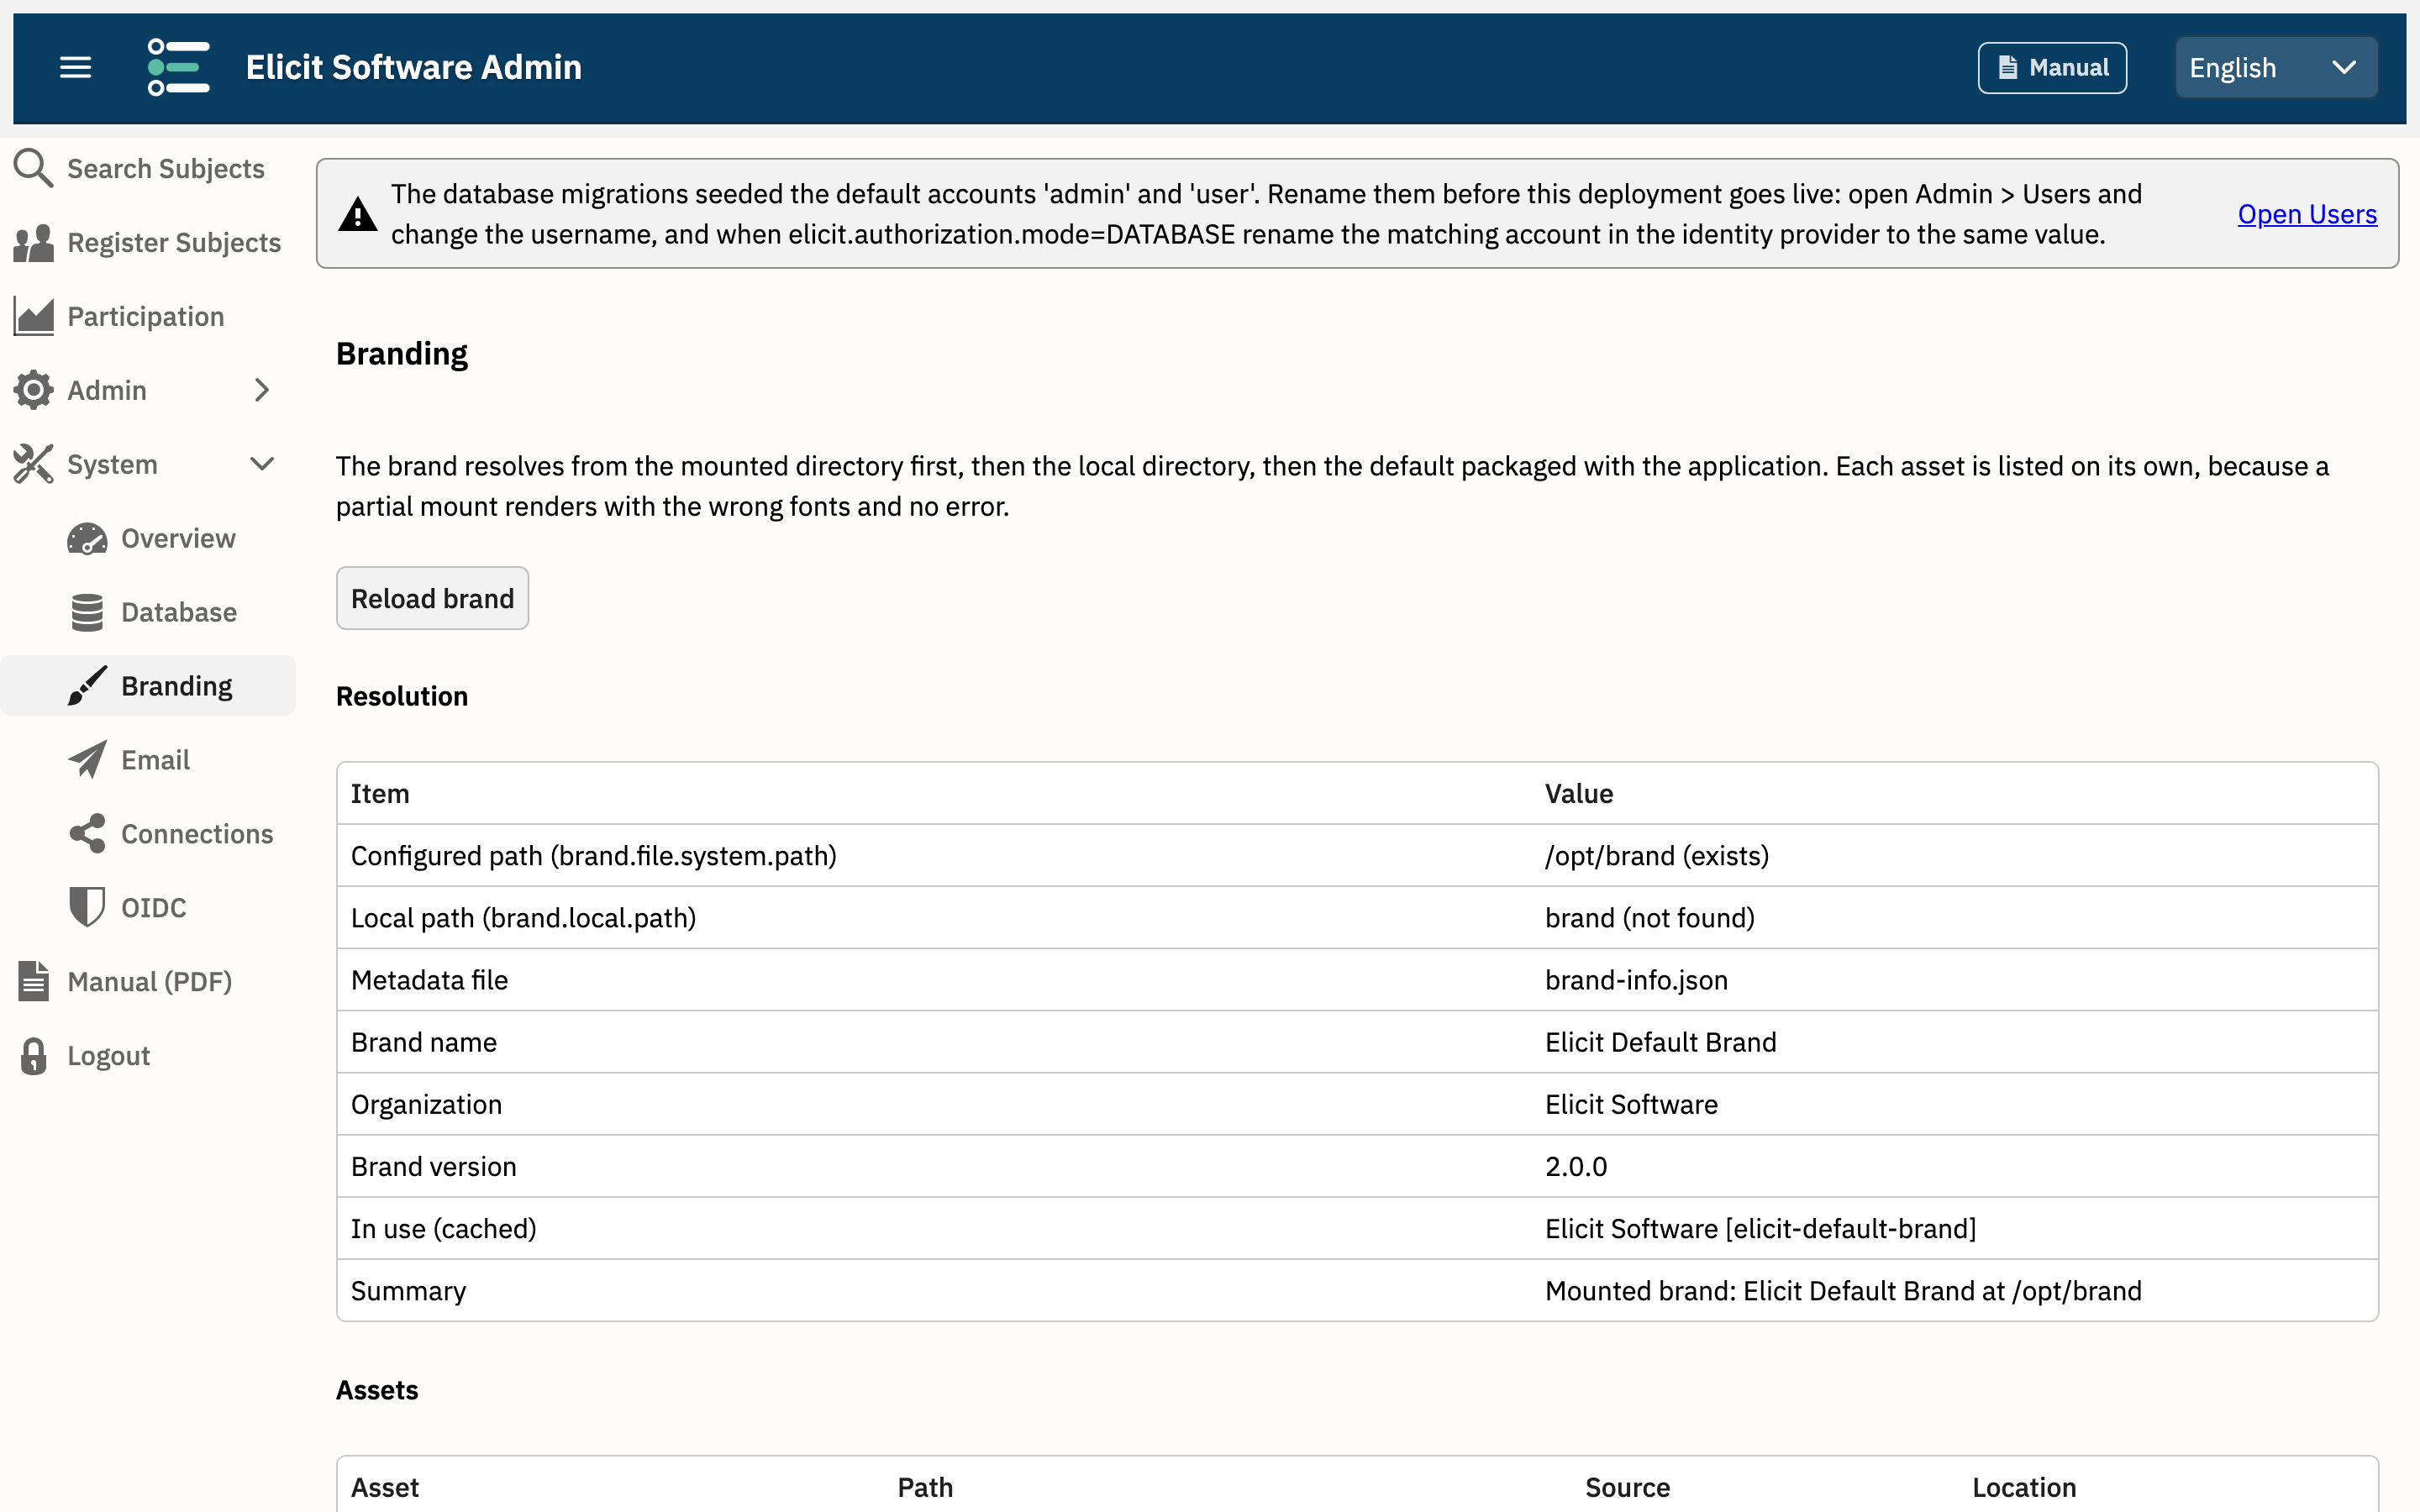 Elicit Software Admin
Manual
English
Search Subjects
Register Subjects
Participation
Admin
System
Overview
Database
Branding
Email
Connections
OIDC
Manual (PDF)
Logout
The database migrations seeded the default accounts 'admin' and 'user'. Rename them before this deployment goes live: open Admin > Users and
change the username, and when elicit.authorization.mode=DATABASE rename the matching account in the identity provider to the same value.
Open Users
Branding
The brand resolves from the mounted directory first, then the local directory, then the default packaged with the application. Each asset is listed on its own, because a
partial mount renders with the wrong fonts and no error.
Reload brand
Resolution
Item Value
Configured path (brand.file.system.path) /opt/brand (exists)
Local path (brand.local.path) brand (not found)
Metadata file brand-info.json
Brand name Elicit Default Brand
Organization Elicit Software
Brand version 2.0.0
In use (cached) Elicit Software [elicit-default-brand]
Summary Mounted brand: Elicit Default Brand at /opt/brand
Assets
Asset Path Source Location